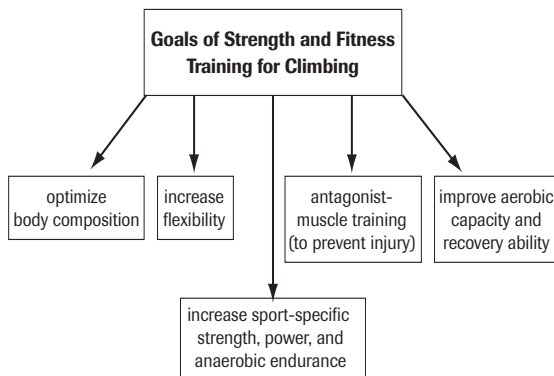 Goals of Strength and Fitness
Training for Climbing
optimize
body composition
increase
flexibility
antagonist-
muscle training
(to prevent injury)
improve aerobic
capacity and
recovery ability
increase sport-specific
strength, power, and
anaerobic endurance